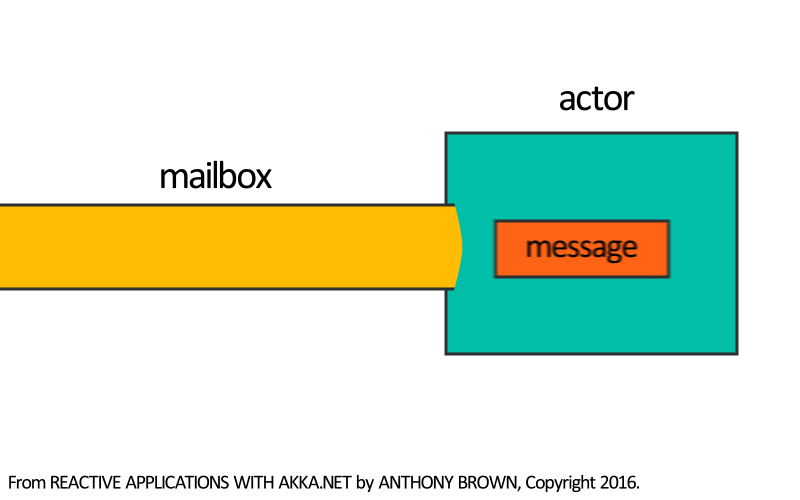 actor
mailbox
message
From REACTIVE APPLICATIONS WITH AKKA.NET by ANTHONY BROWN, Copyright 2016.